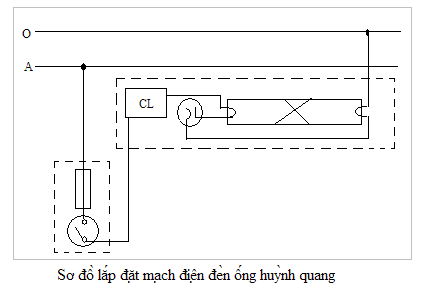 O
A
CL
Sơ đồ lắp đặt mạch điện đèn ống huỳnh quang